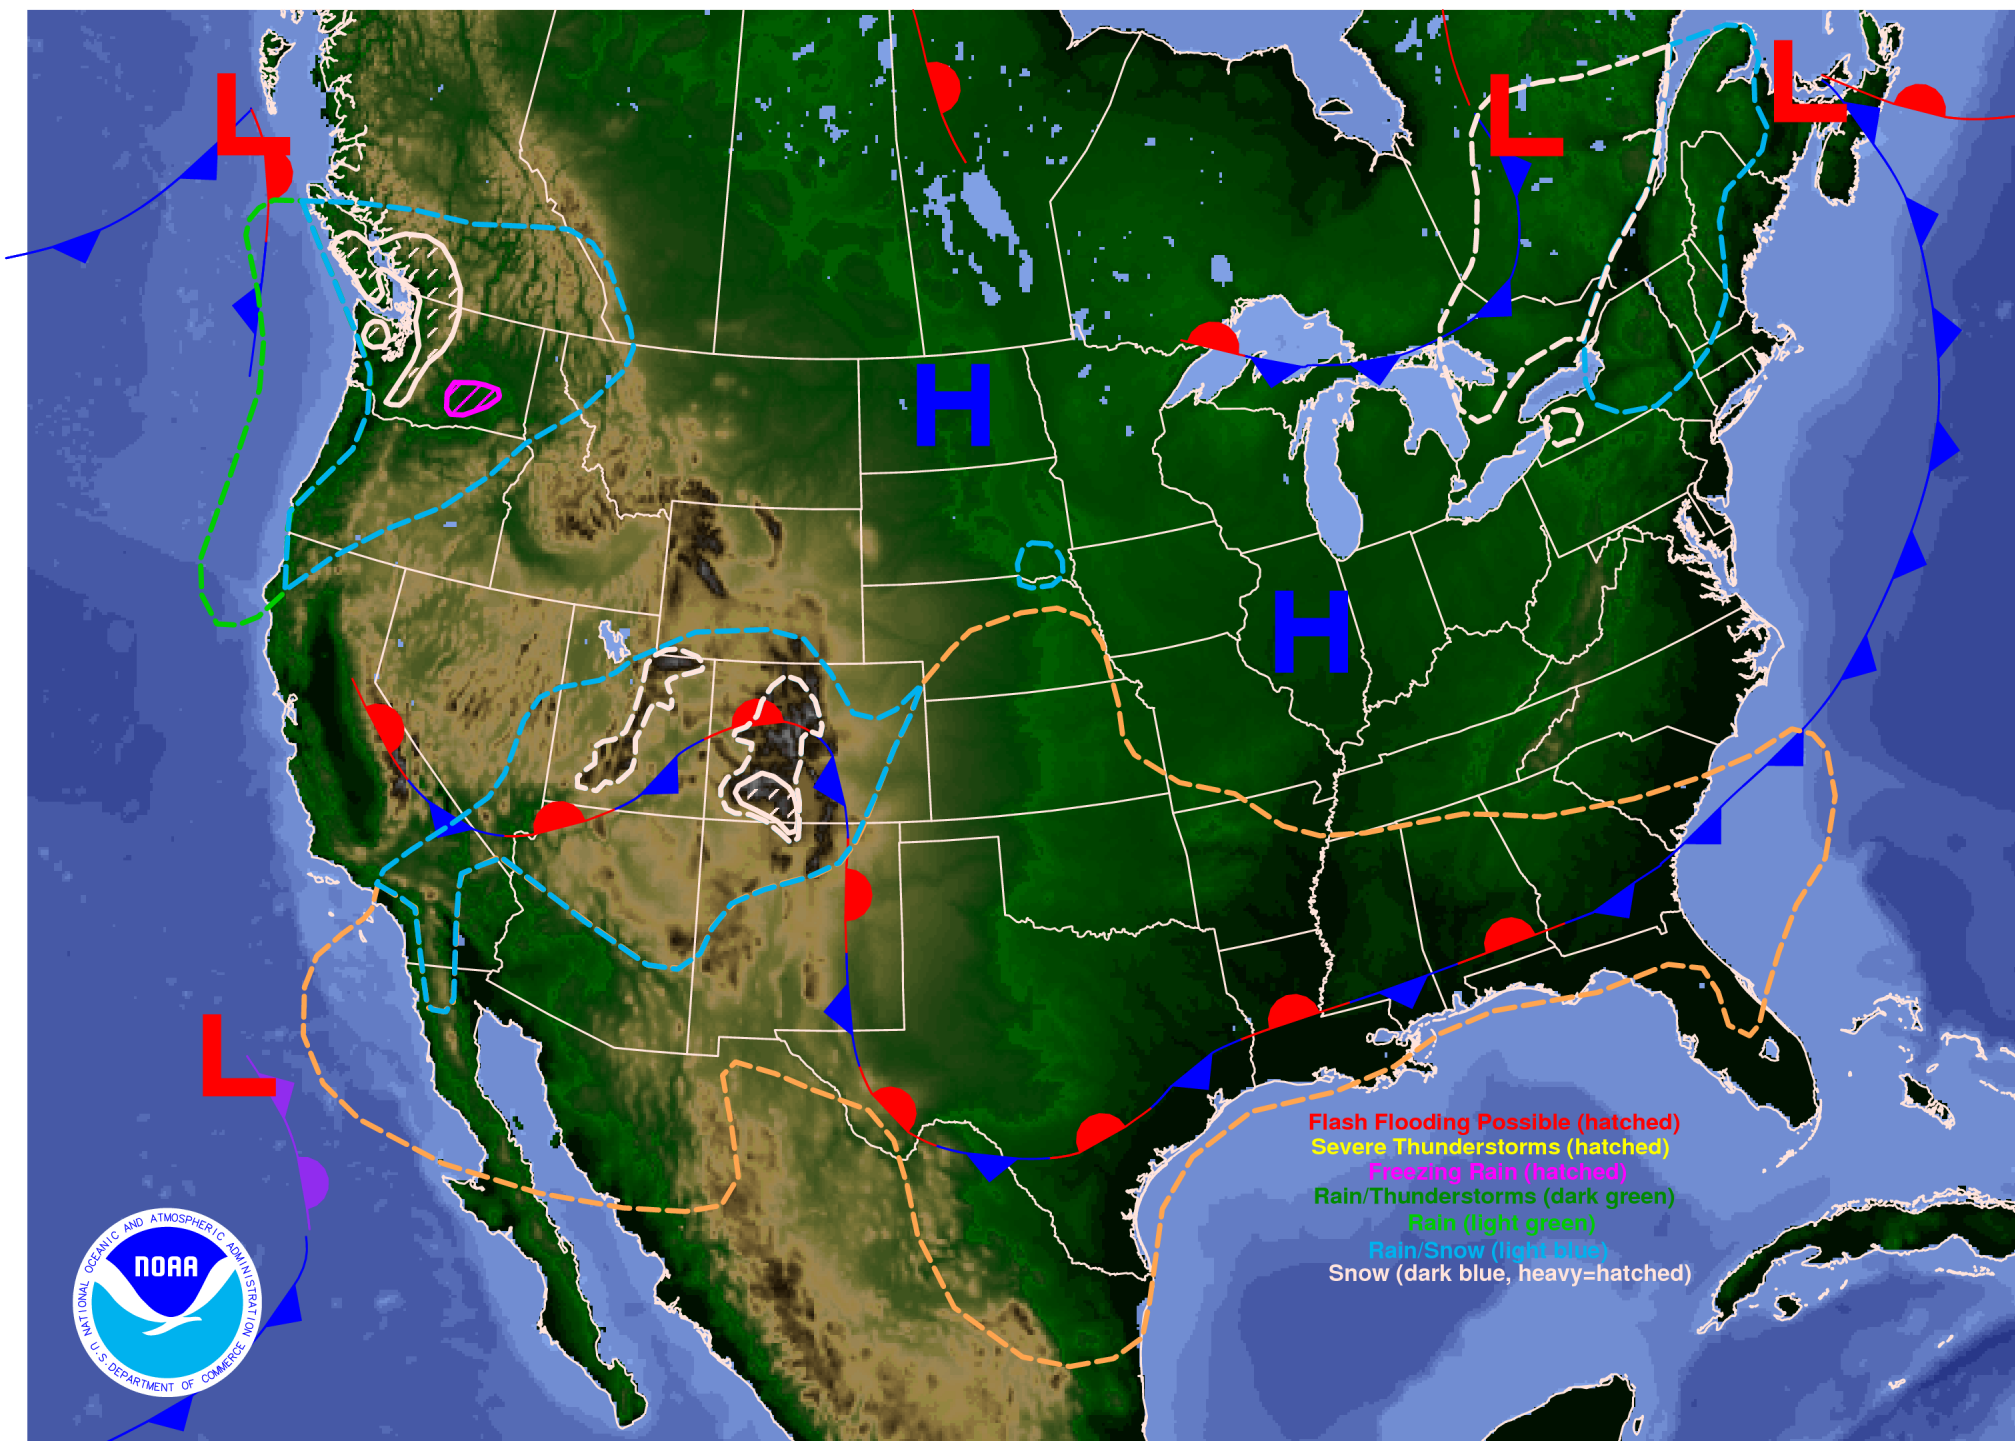 L
L
L
H
H
L
Flash Flooding Possible (hatched)
Severe Thunderstorms (hatched)
Freezing Rain (hatched)
Rain/Thunderstorms (dark green)
Rain (light green)
Rain/Snow (light blue)
Snow (dark blue, heavy=hatched)
NATIONAL OCEANIC AND ATMOSPHERIC ADMINISTRATION
NOAA
U.S. DEPARTMENT OF COMMERCE